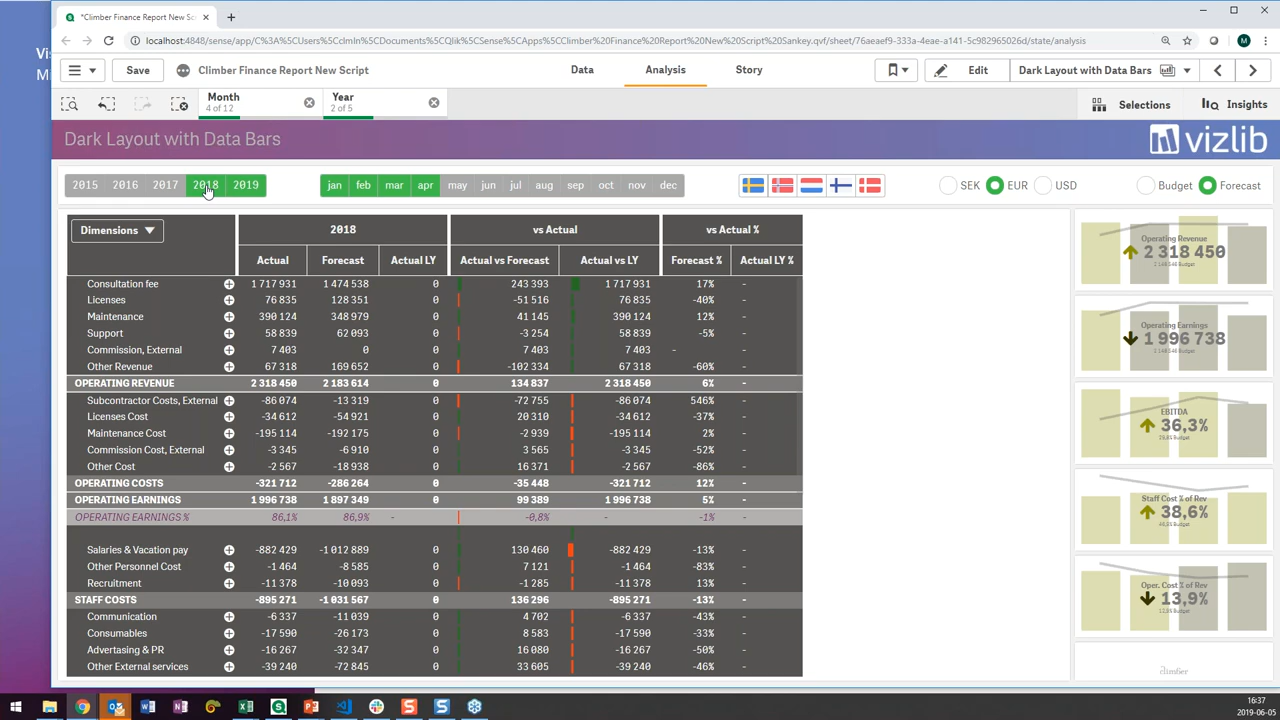 Vis
Mi
*Climber Finance Report New Scr
localhost:4848/sense/app/C%3A%5CUsers%5Cclmln%5CDocuments%5CQlik%5CSense%5CApps%5CClimber%20Finance%20Report%20New%20Script%20Sankey.qvf/sheet/76aeaef9-333a-4eae-a141-5c982965026d/state/analysis
Save
Climber Finance Report New Script
Data
Analysis
Story
Edit
Dark Layout with Data Bars
Month
4 of 12
Year
2 of 5
Selections
Insights
Dark Layout with Data Bars
vizlib
2015 2016 2017 2018 2019
jan feb mar apr may jun jul aug sep oct nov dec
SEK EUR USD
Budget Forecast
Dimensions
2018
vs Actual
vs Actual %
Actual Forecast Actual LY Actual vs Forecast Actual vs LY Forecast % Actual LY %
Consultation fee 1 717 931 1 474 538 0 243 393 1 717 931 17% -
Licenses 76 835 128 351 0 -51 516 76 835 -40% -
Maintenance 390 124 348 979 0 41 145 390 124 12% -
Support 58 839 62 093 0 -3 254 58 839 -5% -
Commission, External 7 403 0 0 7 403 7 403 - -
Other Revenue 67 318 169 652 0 -102 334 67 318 -60% -
OPERATING REVENUE 2 318 450 2 183 614 0 134 837 2 318 450 6% -
Subcontractor Costs, External -86 074 -13 319 0 -72 755 -86 074 546% -
Licenses Cost -34 612 -54 921 0 20 310 -34 612 -37% -
Maintenance Cost -195 114 -192 175 0 -2 939 -195 114 2% -
Commission Cost, External -3 345 -6 910 0 3 565 -3 345 -52% -
Other Cost -2 567 -18 938 0 16 371 -2 567 -86% -
OPERATING COSTS -321 712 -286 264 0 -35 448 -321 712 12% -
OPERATING EARNINGS 1 996 738 1 897 349 0 99 389 1 996 738 5% -
OPERATING EARNINGS % 86,1% 86,9% - -0,8% - -1% -
Salaries & Vacation pay -882 429 -1 012 889 0 130 460 -882 429 -13% -
Other Personnel Cost -1 464 -8 585 0 7 121 -1 464 -83% -
Recruitment -11 378 -10 093 0 -1 285 -11 378 13% -
STAFF COSTS -895 271 -1 031 567 0 136 296 -895 271 -13% -
Communication -6 337 -11 039 0 4 702 -6 337 -43% -
Consumables -17 590 -26 173 0 8 583 -17 590 -33% -
Advertasing & PR -16 267 -32 347 0 16 080 -16 267 -50% -
Other External services -39 240 -72 845 0 33 605 -39 240 -46% -
Operating Revenue
2 318 450
Operating Earnings
1 996 738
EBITDA
36,3%
Staff Cost % of Rev
38,6%
Oper. Cost % of Rev
13,9%
climber
16:37
2019-06-05